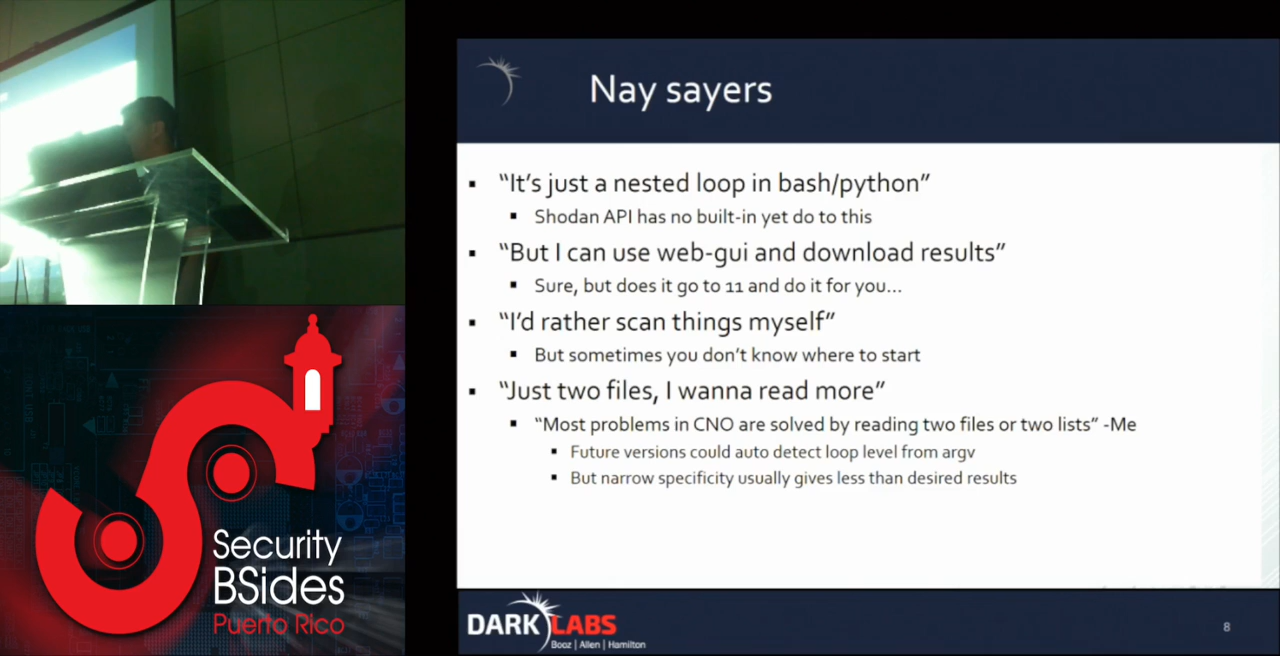 Nay sayers
“It’s just a nested loop in bash/python”
Shodan API has no built-in yet do to this
“But I can use web-gui and download results”
Sure, but does it go to 11 and do it for you...
“I’d rather scan things myself”
But sometimes you don’t know where to start
“Just two files, I wanna read more”
“Most problems in CNO are solved by reading two files or two lists” -Me
Future versions could auto detect loop level from argv
But narrow specificity usually gives less than desired results
Security
BSides
Puerto Rico
DARK LABS
Booz | Allen | Hamilton
8